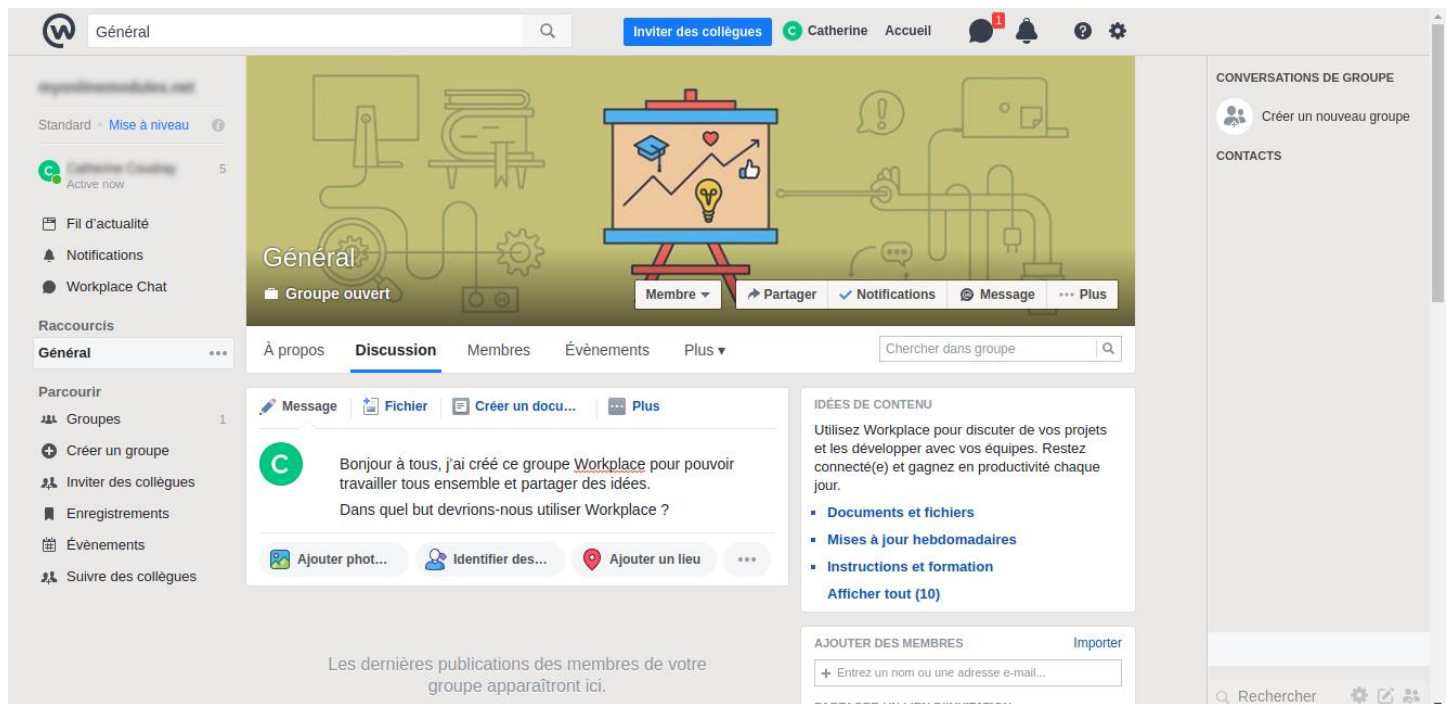 Général
Inviter des collègues
C Catherine
Accueil
1
Standard · Mise à niveau
C
5
Active now
Fil d'actualité
Notifications
Workplace Chat
Raccourcis
Général
Parcourir
Groupes 1
Créer un groupe
Inviter des collègues
Enregistrements
Évènements
Suivre des collègues
Général
Groupe ouvert
Membre
Partager
Notifications
Message
Plus
À propos
Discussion
Membres
Évènements
Plus
Chercher dans groupe
Message
Fichier
Créer un docu...
Plus
C
Bonjour à tous, j'ai créé ce groupe Workplace pour pouvoir
travailler tous ensemble et partager des idées.
Dans quel but devrions-nous utiliser Workplace ?
Ajouter phot...
Identifier des...
Ajouter un lieu
Les dernières publications des membres de votre
groupe apparaîtront ici.
IDÉES DE CONTENU
Utilisez Workplace pour discuter de vos projets
et les développer avec vos équipes. Restez
connecté(e) et gagnez en productivité chaque
jour.
Documents et fichiers
Mises à jour hebdomadaires
Instructions et formation
Afficher tout (10)
AJOUTER DES MEMBRES
Importer
+ Entrez un nom ou une adresse e-mail...
CONVERSATIONS DE GROUPE
Créer un nouveau groupe
CONTACTS
Rechercher